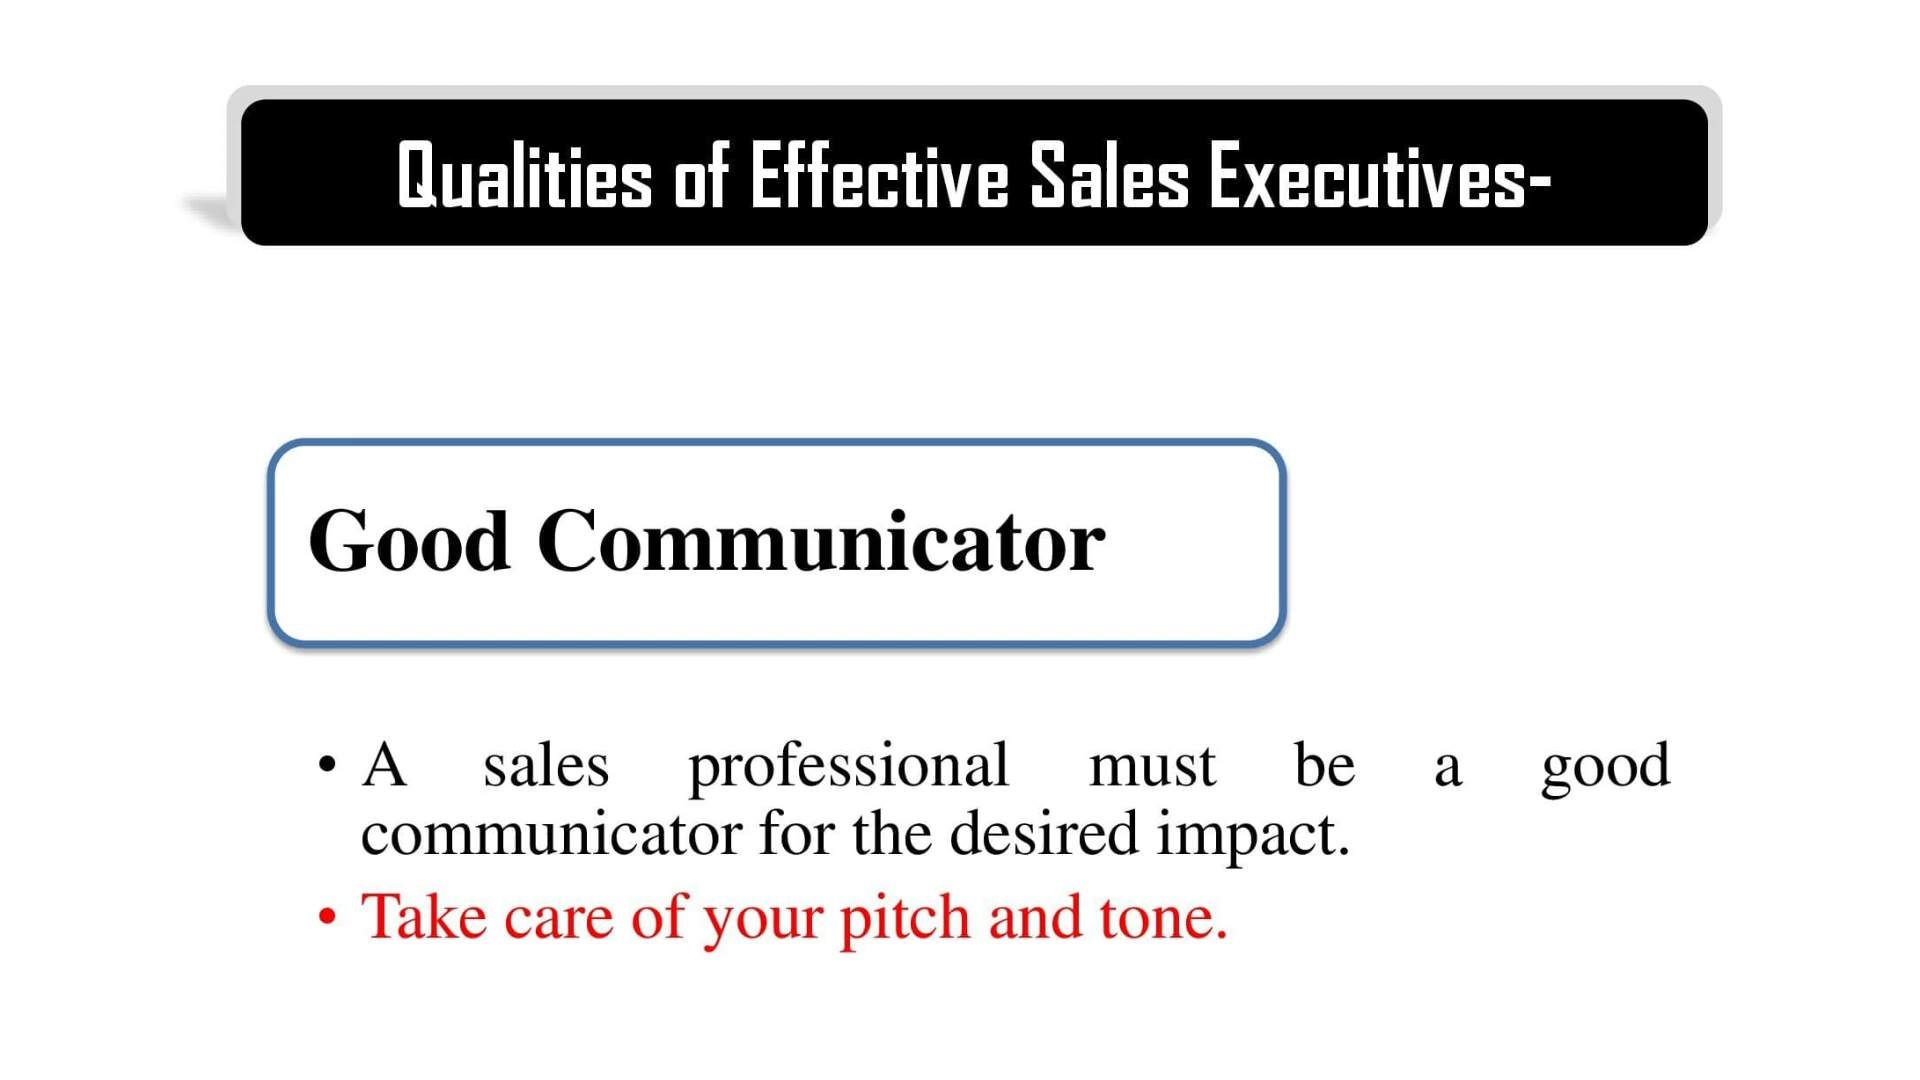 Qualities of Effective Sales Executives-
Good Communicator
• A sales professional must be a good
communicator for the desired impact.
• Take care of your pitch and tone.